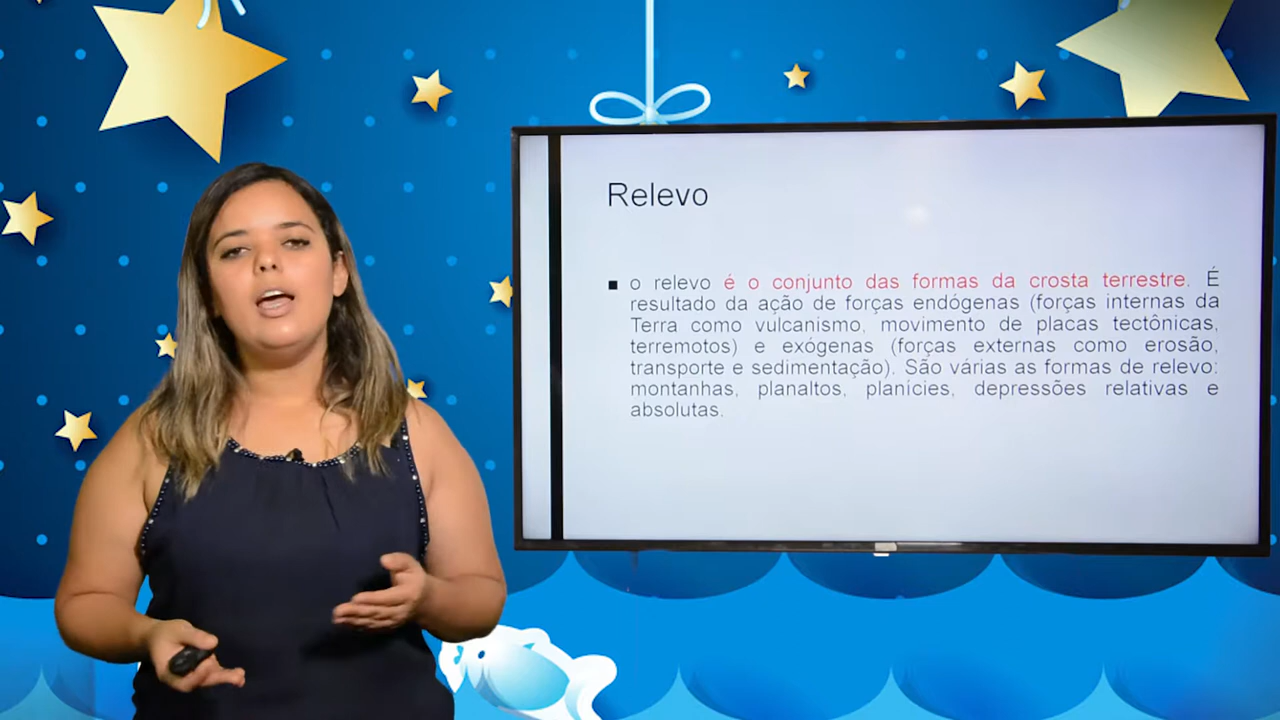 Relevo
▪ o relevo é o conjunto das formas da crosta terrestre. É
resultado da ação de forças endógenas (forças internas da
Terra como vulcanismo, movimento de placas tectônicas,
terremotos) e exógenas (forças externas como erosão,
transporte e sedimentação). São várias as formas de relevo:
montanhas, planaltos, planícies, depressões relativas e
absolutas.